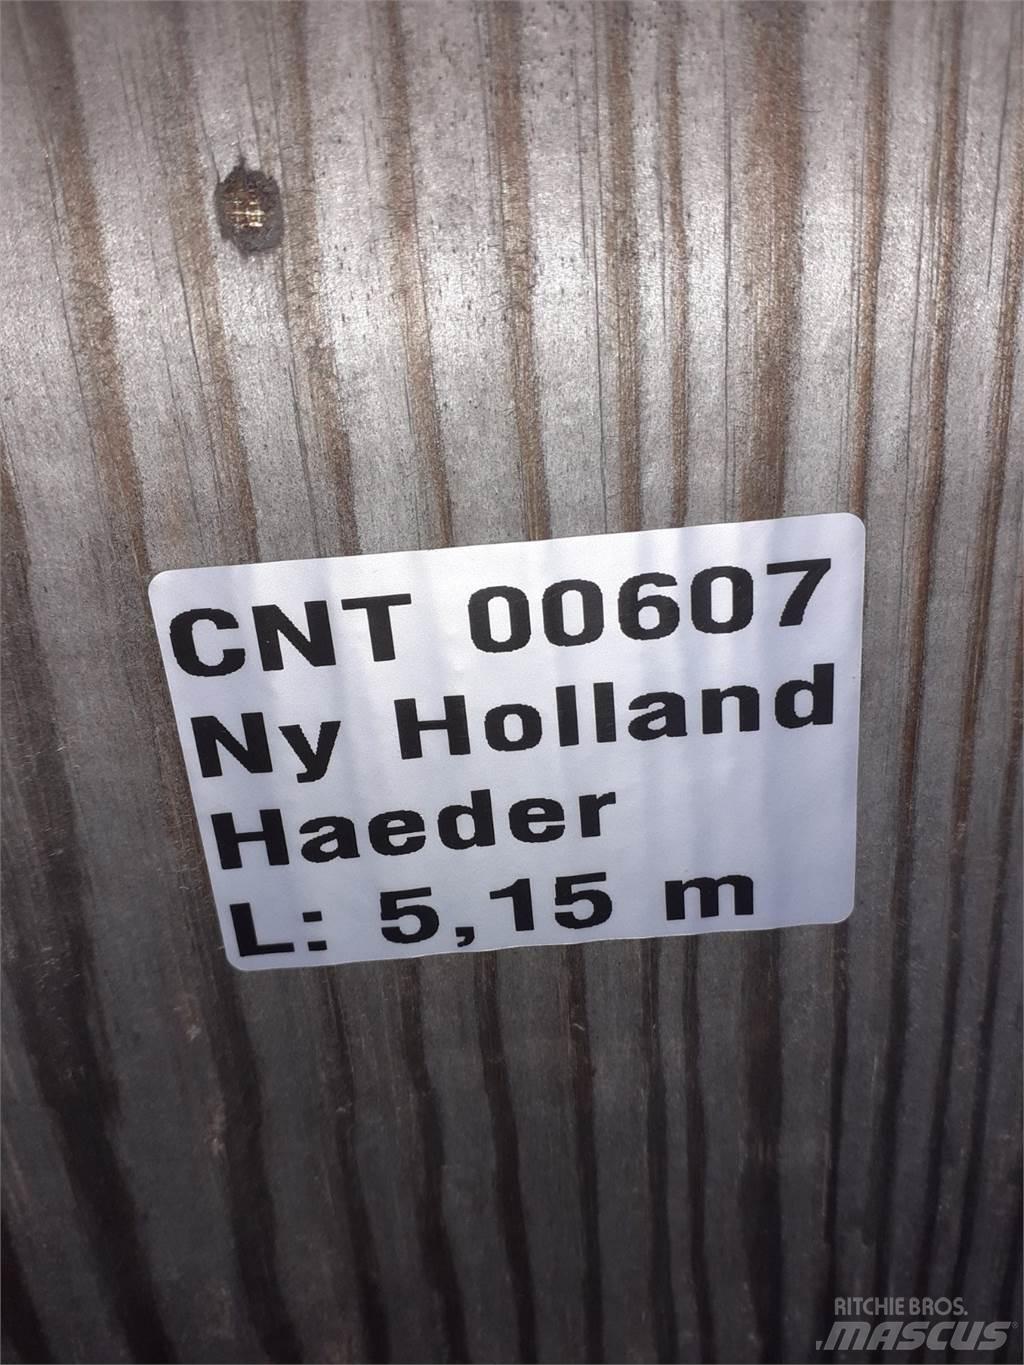 CNT 00607
Ny Holland
Haeder
L: 5,15 m
RITCHIE BROS.
MASCUS